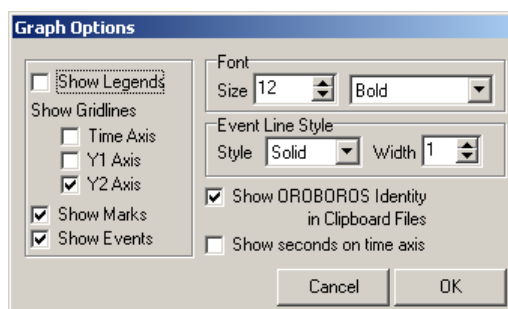 Graph Options
Show Legends
Show Gridlines
Time Axis
Y1 Axis
Y2 Axis
Show Marks
Show Events
Font
Size 12 Bold
Event Line Style
Style Solid Width 1
Show OROBOROS Identity
in Clipboard Files
Show seconds on time axis
Cancel OK